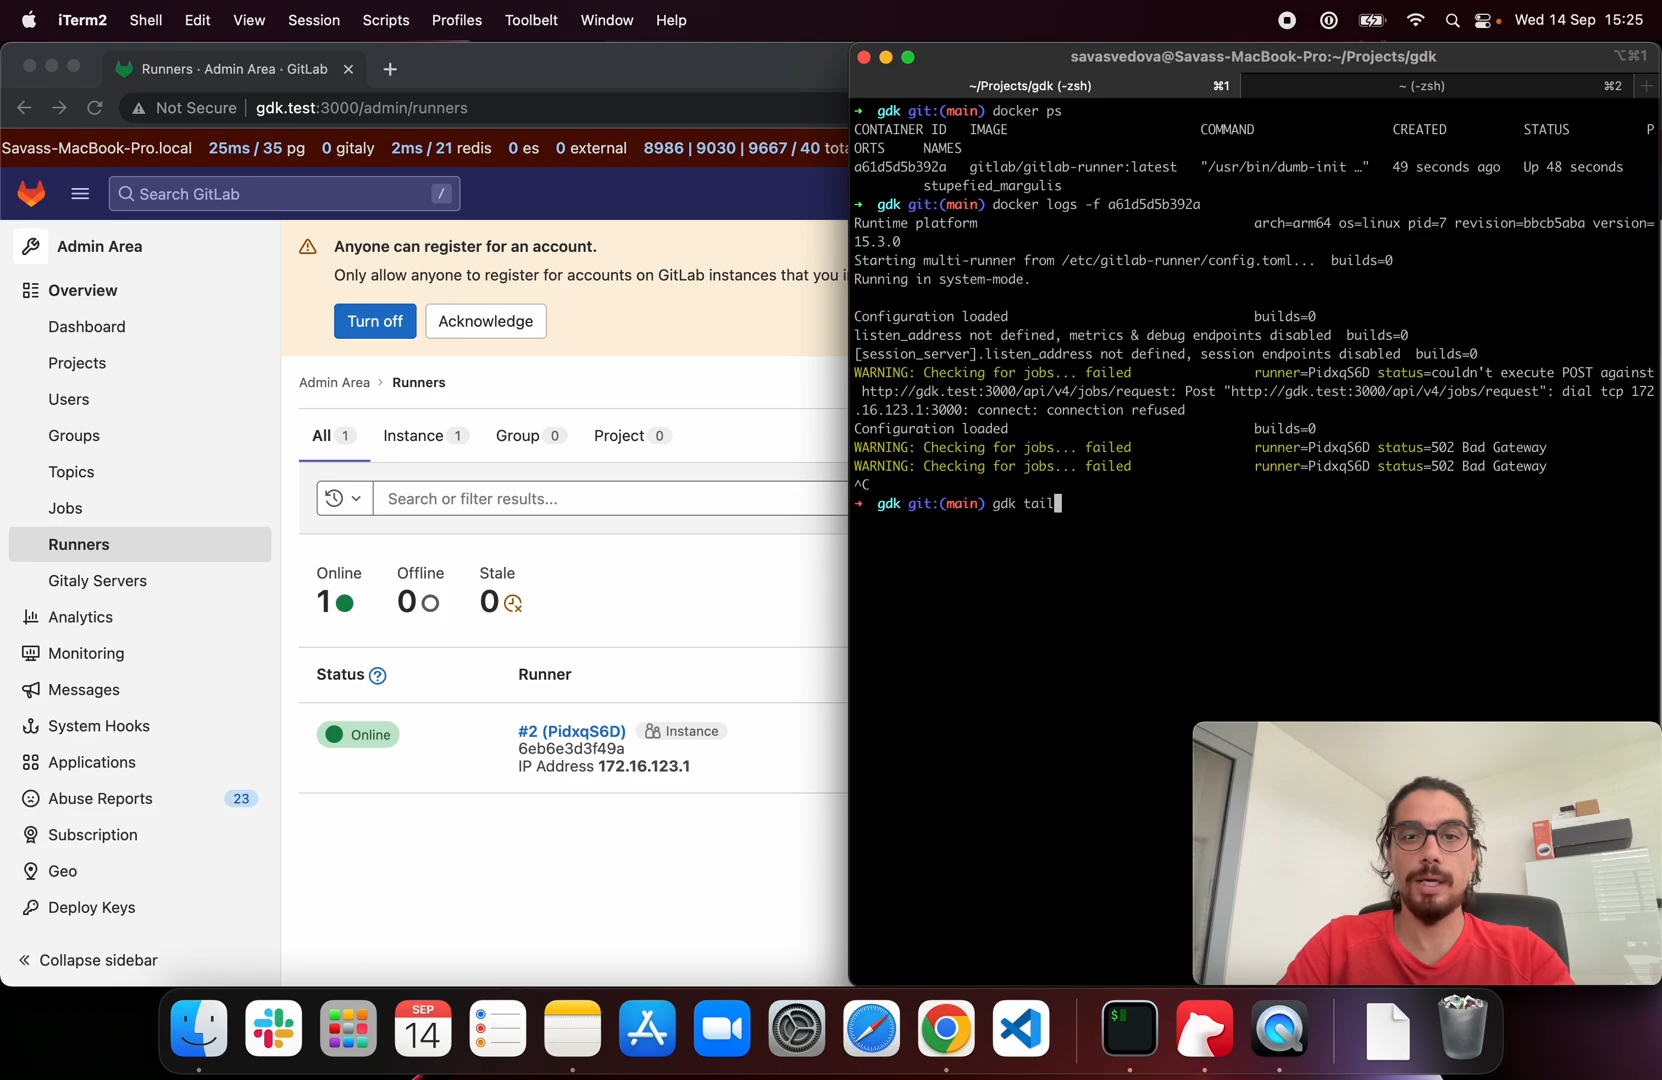 iTerm2 Shell Edit View Session Scripts Profiles Toolbelt Window Help Wed 14 Sep 15:25
Runners · Admin Area · GitLab
Not Secure gdk.test:3000/admin/runners
Savass-MacBook-Pro.local 25ms / 35 pg 0 gitaly 2ms / 21 redis 0 es 0 external 8986 | 9030 | 9667 / 40 tota
Search GitLab /
Admin Area
Overview
Dashboard
Projects
Users
Groups
Topics
Jobs
Runners
Gitaly Servers
Analytics
Monitoring
Messages
System Hooks
Applications
Abuse Reports 23
Subscription
Geo
Deploy Keys
Collapse sidebar
Anyone can register for an account.
Only allow anyone to register for accounts on GitLab instances that you i
Turn off Acknowledge
Admin Area > Runners
All 1 Instance 1 Group 0 Project 0
Search or filter results...
Online Offline Stale
1 0 0
Status Runner
Online #2 (PidxqS6D) Instance
6eb6e3d3f49a
IP Address 172.16.123.1
savasvedova@Savass-MacBook-Pro:~/Projects/gdk ⌥⌘1
~/Projects/gdk (-zsh) ⌘1 ~ (-zsh) ⌘2
→ gdk git:(main) docker ps
CONTAINER ID IMAGE COMMAND CREATED STATUS P
ORTS NAMES
a61d5d5b392a gitlab/gitlab-runner:latest "/usr/bin/dumb-init …" 49 seconds ago Up 48 seconds
stupefied_margulis
→ gdk git:(main) docker logs -f a61d5d5b392a
Runtime platform arch=arm64 os=linux pid=7 revision=bbcb5aba version=
15.3.0
Starting multi-runner from /etc/gitlab-runner/config.toml... builds=0
Running in system-mode.
Configuration loaded builds=0
listen_address not defined, metrics & debug endpoints disabled builds=0
[session_server].listen_address not defined, session endpoints disabled builds=0
WARNING: Checking for jobs... failed runner=PidxqS6D status=couldn't execute POST against
http://gdk.test:3000/api/v4/jobs/request: Post "http://gdk.test:3000/api/v4/jobs/request": dial tcp 172
.16.123.1:3000: connect: connection refused
Configuration loaded builds=0
WARNING: Checking for jobs... failed runner=PidxqS6D status=502 Bad Gateway
WARNING: Checking for jobs... failed runner=PidxqS6D status=502 Bad Gateway
^C
→ gdk git:(main) gdk tail
SEP
14
$